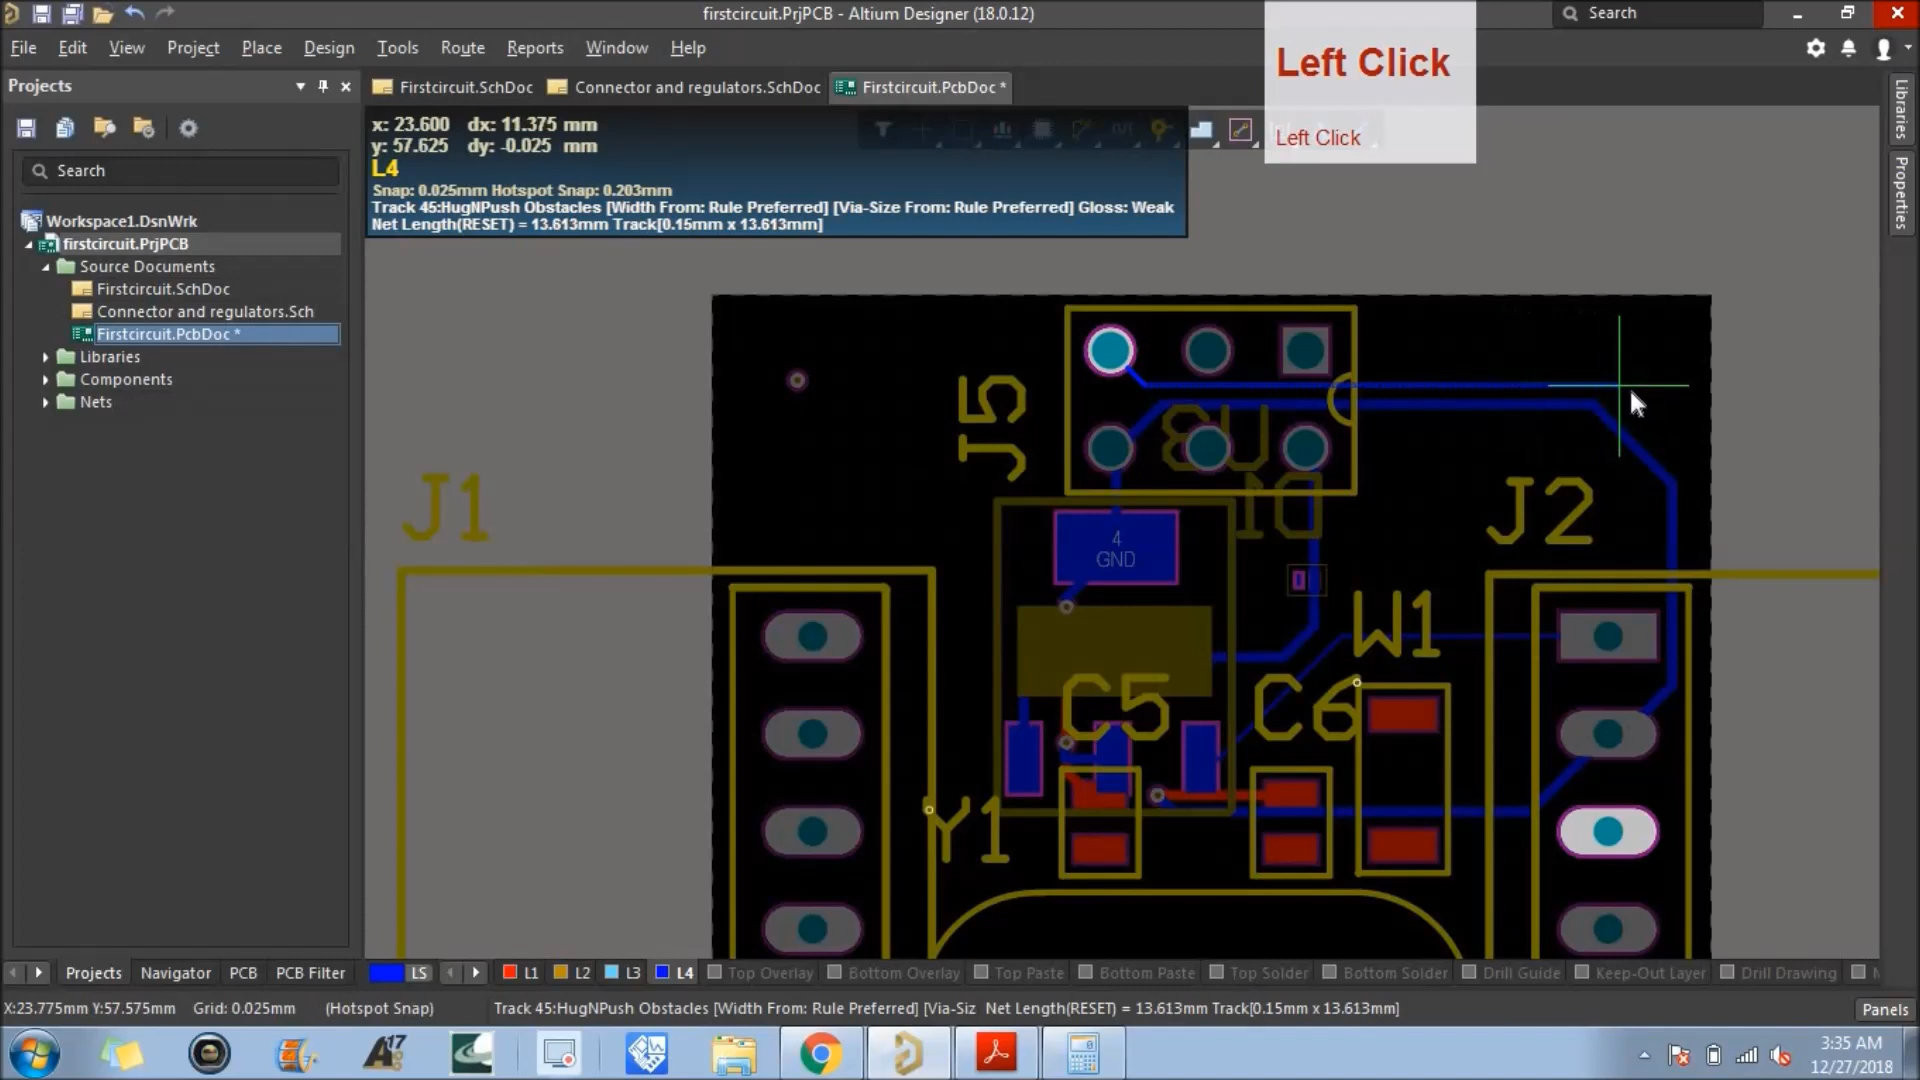 firstcircuit.PrjPCB - Altium Designer (18.0.12)
Search
File Edit View Project Place Design Tools Route Reports Window Help
Left Click
Left Click
Projects
Firstcircuit.SchDoc
Connector and regulators.SchDoc
Firstcircuit.PcbDoc *
x: 23.600 dx: 11.375 mm
y: 57.625 dy: -0.025 mm
L4
Snap: 0.025mm Hotspot Snap: 0.203mm
Track 45:HugNPush Obstacles [Width From: Rule Preferred] [Via-Size From: Rule Preferred] Gloss: Weak
Net Length(RESET) = 13.613mm Track[0.15mm x 13.613mm]
Search
Workspace1.DsnWrk
firstcircuit.PrjPCB
Source Documents
Firstcircuit.SchDoc
Connector and regulators.Sch
Firstcircuit.PcbDoc *
Libraries
Components
Nets
Libraries
Properties
J5
U3
D1
J1
J2
4
GND
W1
C5
C6
Y1
Projects Navigator PCB PCB Filter
LS L1 L2 L3 L4 Top Overlay Bottom Overlay Top Paste Bottom Paste Top Solder Bottom Solder Drill Guide Keep-Out Layer Drill Drawing
X:23.775mm Y:57.575mm Grid: 0.025mm (Hotspot Snap) Track 45:HugNPush Obstacles [Width From: Rule Preferred] [Via-Siz Net Length(RESET) = 13.613mm Track[0.15mm x 13.613mm]
Panels
17
3:35 AM
12/27/2018